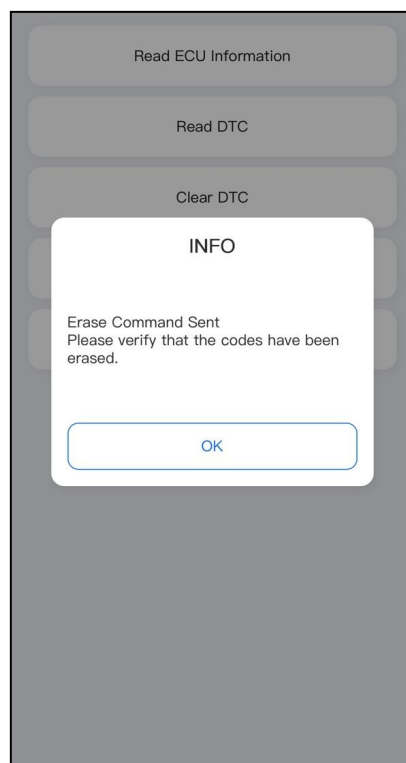 Read ECU Information
Read DTC
Clear DTC
INFO
Erase Command Sent
Please verify that the codes have been
erased.
OK